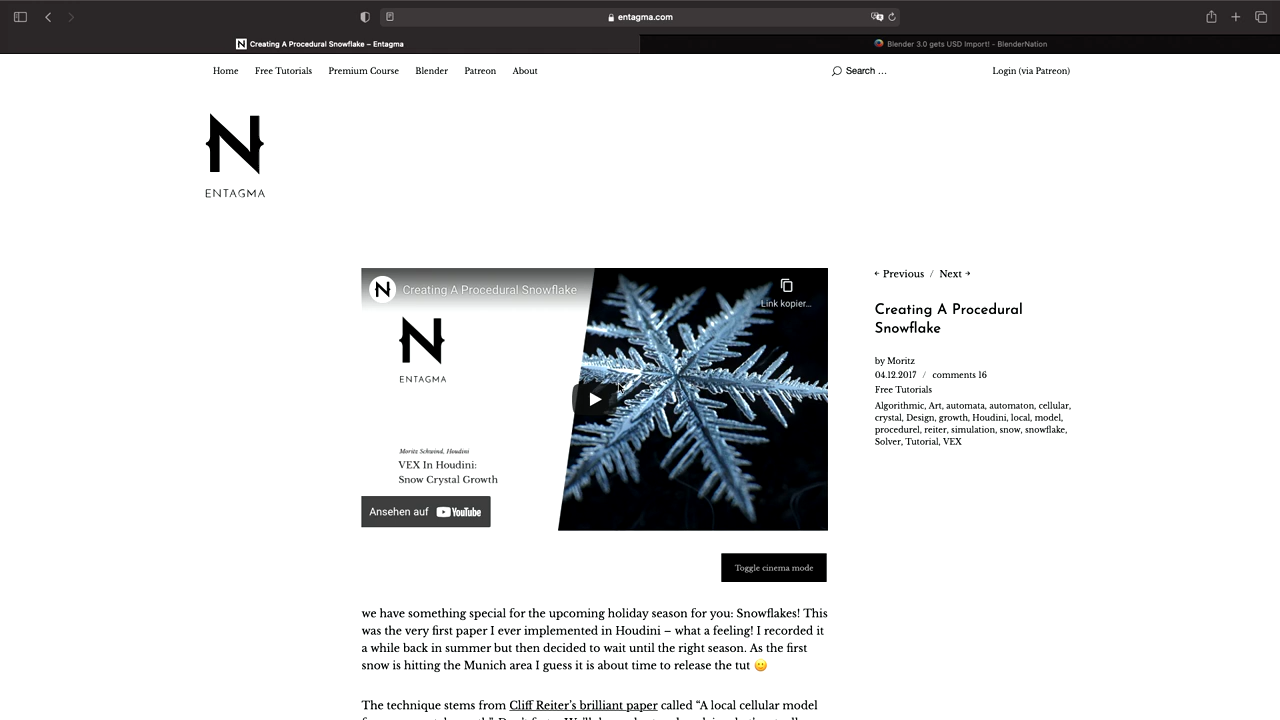 entagma.com
Creating A Procedural Snowflake – Entagma
Blender 3.0 gets USD Import! - BlenderNation
Home Free Tutorials Premium Course Blender Patreon About Search … Login (via Patreon)
N
ENTAGMA
N Creating A Procedural Snowflake
Link kopier...
N
ENTAGMA
Moritz Schwind, Houdini
VEX In Houdini:
Snow Crystal Growth
Ansehen auf YouTube
Toggle cinema mode
← Previous / Next →
Creating A Procedural
Snowflake
by Moritz
04.12.2017 / comments 16
Free Tutorials
Algorithmic, Art, automata, automaton, cellular,
crystal, Design, growth, Houdini, local, model,
procedurel, reiter, simulation, snow, snowflake,
Solver, Tutorial, VEX
we have something special for the upcoming holiday season for you: Snowflakes! This
was the very first paper I ever implemented in Houdini – what a feeling! I recorded it
a while back in summer but then decided to wait until the right season. As the first
snow is hitting the Munich area I guess it is about time to release the tut 🙂
The technique stems from Cliff Reiter's brilliant paper called “A local cellular model